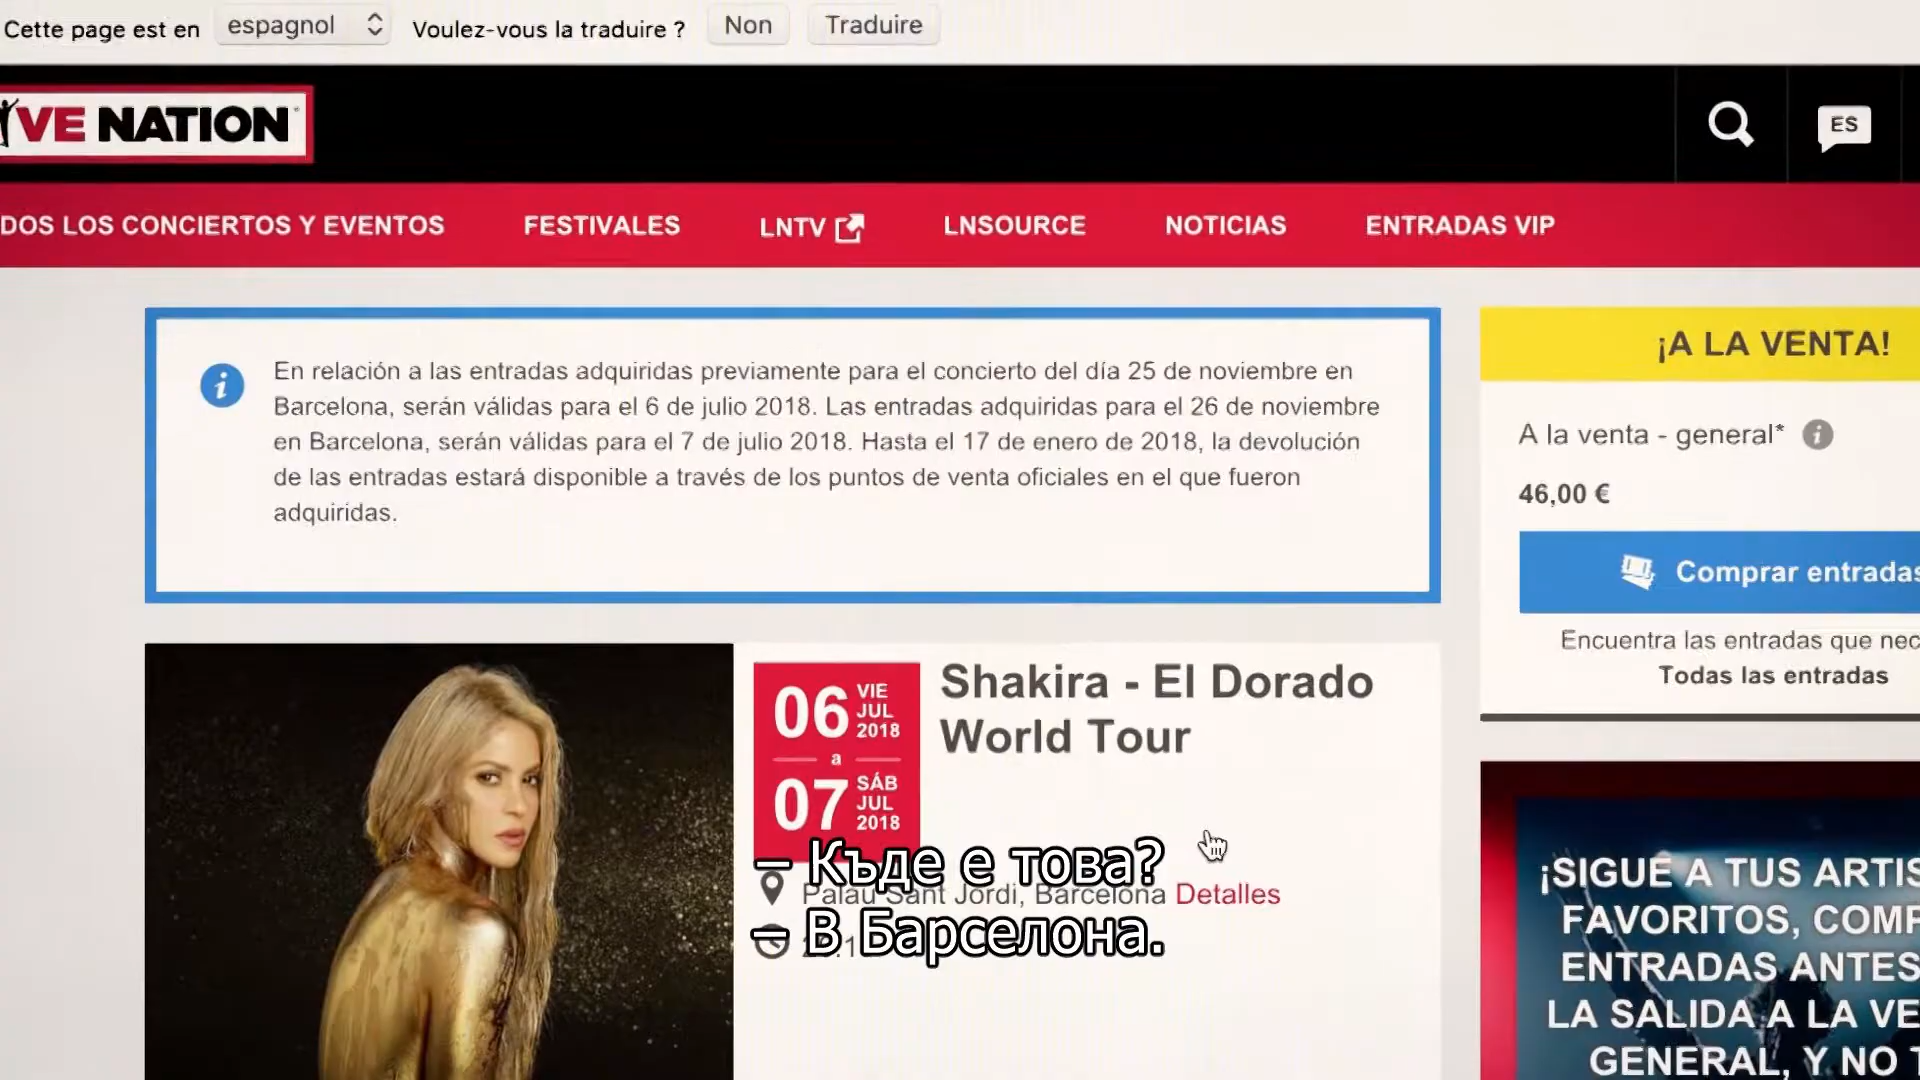 Cette page est en espagnol Voulez-vous la traduire ? Non Traduire
VE NATION
ES
DOS LOS CONCIERTOS Y EVENTOS FESTIVALES LNTV LNSOURCE NOTICIAS ENTRADAS VIP
En relación a las entradas adquiridas previamente para el concierto del día 25 de noviembre en
Barcelona, serán válidas para el 6 de julio 2018. Las entradas adquiridas para el 26 de noviembre
en Barcelona, serán válidas para el 7 de julio 2018. Hasta el 17 de enero de 2018, la devolución
de las entradas estará disponible a través de los puntos de venta oficiales en el que fueron
adquiridas.
¡A LA VENTA!
A la venta - general*
46,00 €
Comprar entradas
Encuentra las entradas que nec
Todas las entradas
06 VIE JUL 2018
a
07 SÁB JUL 2018
Shakira - El Dorado
World Tour
Palau Sant Jordi, Barcelona Detalles
– Къде е това?
– В Барселона.
¡SIGUE A TUS ARTIS
FAVORITOS, COMP
ENTRADAS ANTES
LA SALIDA A LA VE
GENERAL, Y NO T